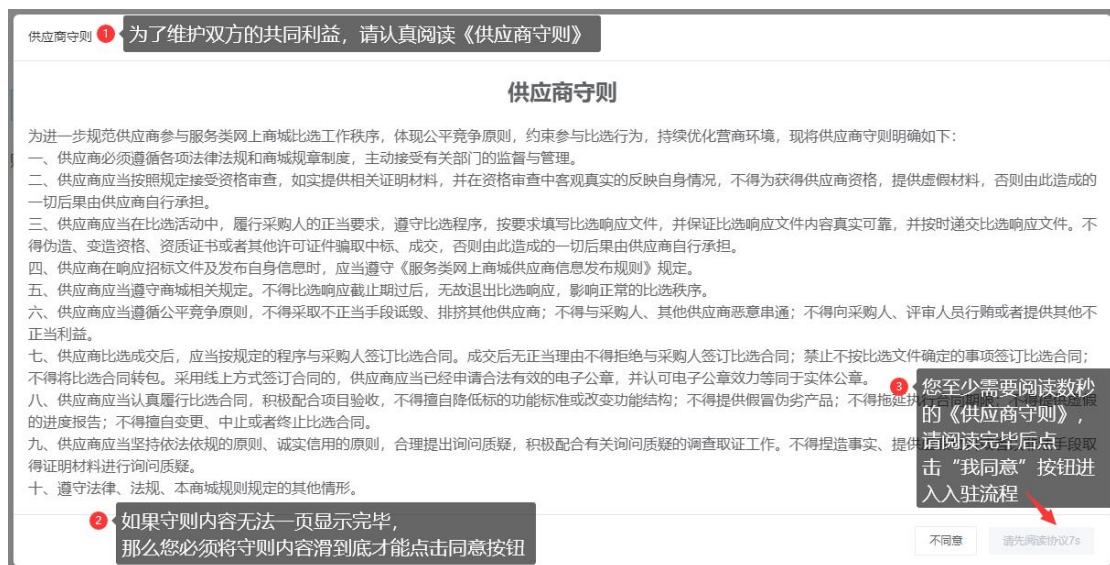 供应商守则
1
为了维护双方的共同利益，请认真阅读《供应商守则》
供应商守则
为进一步规范供应商参与服务类网上商城比选工作秩序，体现公平竞争原则，约束参与比选行为，持续优化营商环境，现将供应商守则明确如下：
一、供应商必须遵循各项法律法规和商城规章制度，主动接受有关部门的监督与管理。
二、供应商应当按照规定接受资格审查，如实提供相关证明材料，并在资格审查中客观真实的反映自身情况，不得为获得供应商资格，提供虚假材料，否则由此造成的
一切后果由供应商自行承担。
三、供应商应当在比选活动中，履行采购人的正当要求，遵守比选程序，按要求填写比选响应文件，并保证比选响应文件内容真实可靠，并按时递交比选响应文件。不
得伪造、变造资格、资质证书或者其他许可证件骗取中标、成交，否则由此造成的一切后果由供应商自行承担。
四、供应商在响应招标文件及发布自身信息时，应当遵守《服务类网上商城供应商信息发布规则》规定。
五、供应商应当遵守商城相关规定。不得比选响应截止期过后，无故退出比选响应，影响正常的比选秩序。
六、供应商应当遵循公平竞争原则，不得采取不正当手段诋毁、排挤其他供应商；不得与采购人、其他供应商恶意串通；不得向采购人、评审人员行贿或者提供其他不
正当利益。
七、供应商比选成交后，应当按规定的程序与采购人签订比选合同。成交后无正当理由不得拒绝与采购人签订比选合同；禁止不按比选文件确定的事项签订比选合同；
不得将比选合同转包。采用线上方式签订合同的，供应商应当已经申请合法有效的电子公章，并认可电子公章效力等同于实体公章。
八、供应商应当认真履行比选合同，积极配合项目验收，不得擅自降低标的功能标准或改变功能结构；不得提供假冒伪劣产品；不得拖延执行合同期限；不得提供虚假
的进度报告；不得擅自变更、中止或者终止比选合同。
九、供应商应当坚持依法依规的原则、诚实信用的原则，合理提出询问质疑，积极配合有关询问质疑的调查取证工作。不得捏造事实、提供
手段取
得证明材料进行询问质疑。
十、遵守法律、法规、本商城规则规定的其他情形。
2
如果守则内容无法一页显示完毕，
那么您必须将守则内容滑到底才能点击同意按钮
3
您至少需要阅读数秒
的《供应商守则》，
请阅读完毕后点
击“我同意”按钮进
入入驻流程
不同意
请先阅读协议7s